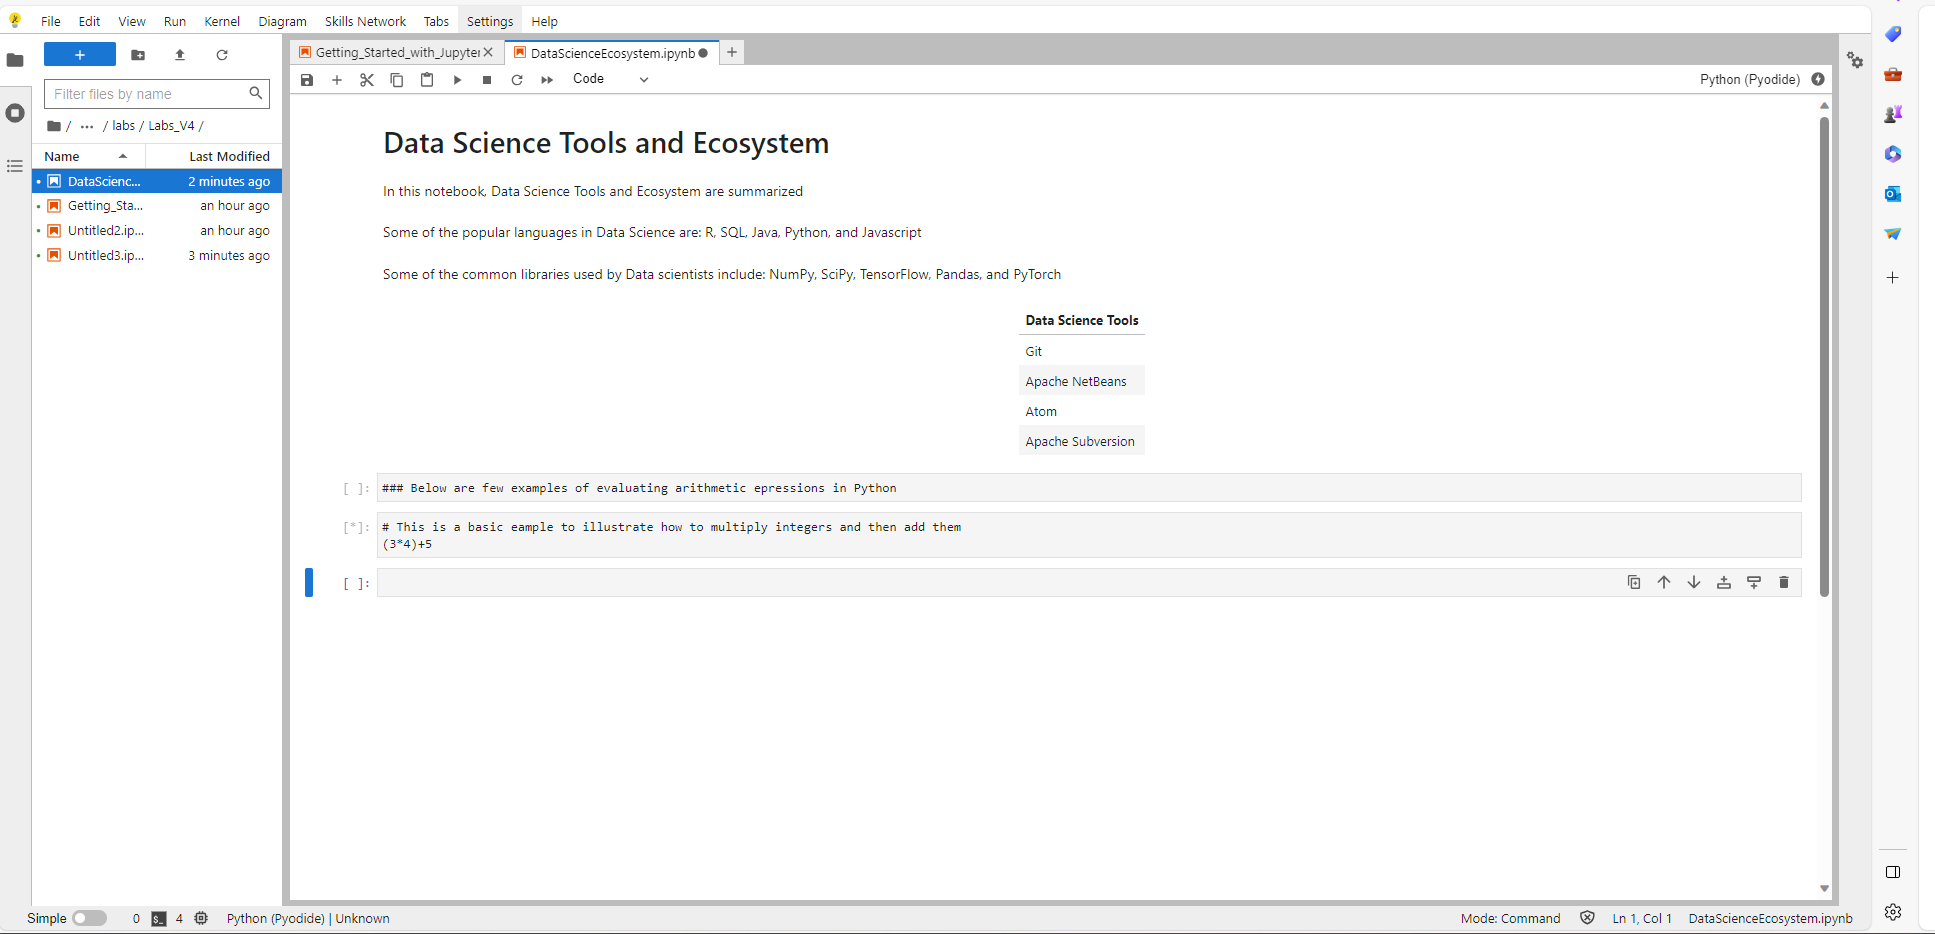 File Edit View Run Kernel Diagram Skills Network Tabs Settings Help
+
Filter files by name
/ ··· / labs / Labs_V4 /
Name Last Modified
DataScienc... 2 minutes ago
Getting_Sta... an hour ago
Untitled2.ip... an hour ago
Untitled3.ip... 3 minutes ago
Getting_Started_with_Jupyter DataScienceEcosystem.ipynb
Code Python (Pyodide)
Data Science Tools and Ecosystem
In this notebook, Data Science Tools and Ecosystem are summarized
Some of the popular languages in Data Science are: R, SQL, Java, Python, and Javascript
Some of the common libraries used by Data scientists include: NumPy, SciPy, TensorFlow, Pandas, and PyTorch
Data Science Tools
Git
Apache NetBeans
Atom
Apache Subversion
[ ]: ### Below are few examples of evaluating arithmetic epressions in Python
[*]: # This is a basic eample to illustrate how to multiply integers and then add them
(3*4)+5
[ ]:
Simple 0 $_ 4 Python (Pyodide) | Unknown Mode: Command Ln 1, Col 1 DataScienceEcosystem.ipynb